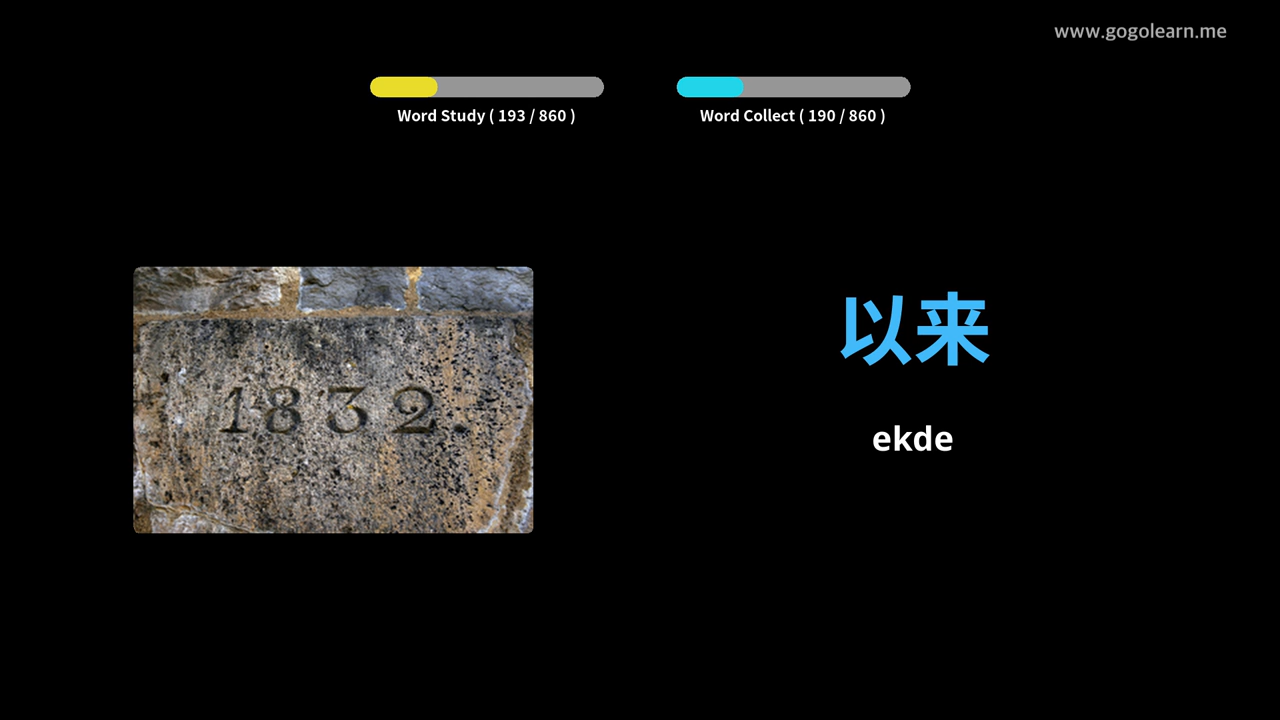 www.gogolearn.me
Word Study ( 193 / 860 )
Word Collect ( 190 / 860 )
1832.
以来
ekde